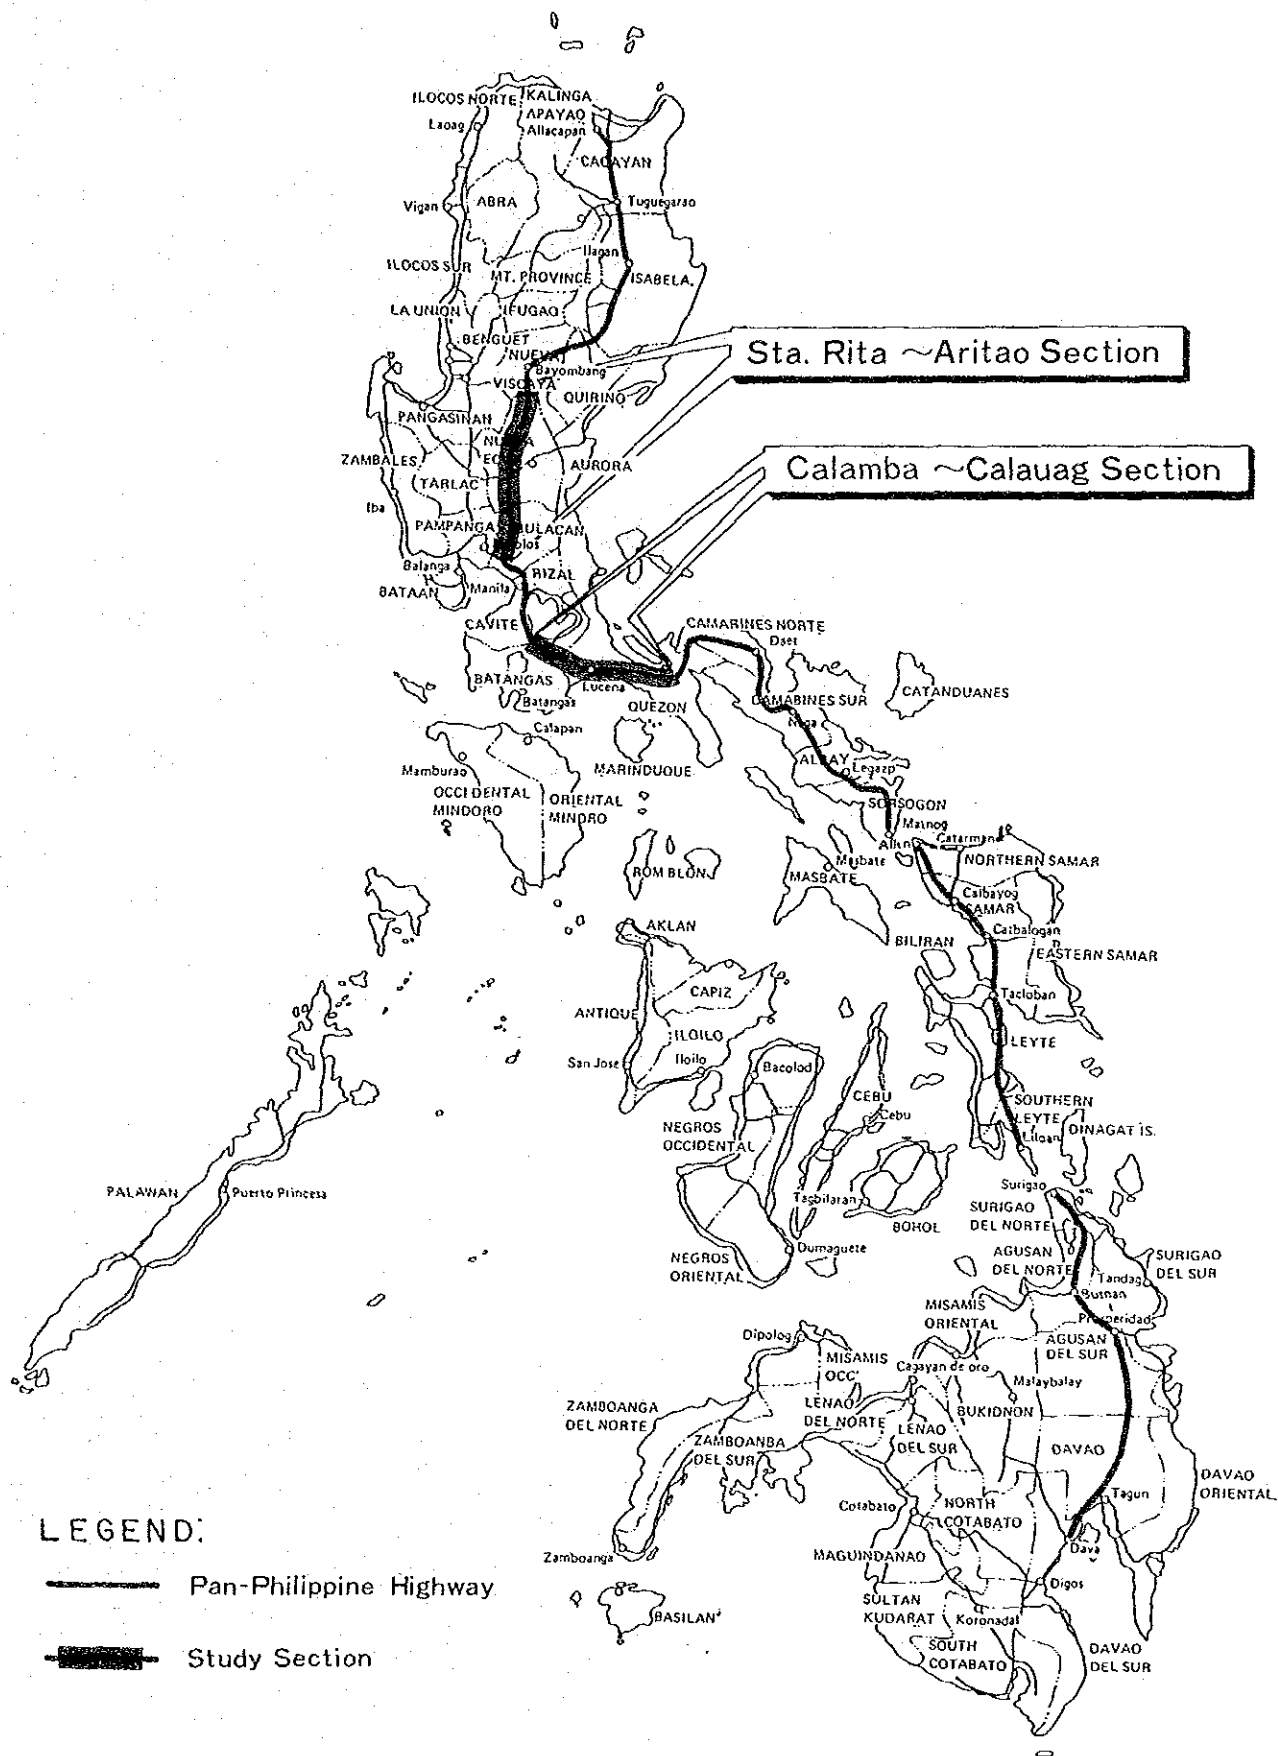 ILOCOS NORTE
KALINGA
APAYAO
Laoag
Allacapan
CAGAYAN
Vigan
ABRA
Tuguegarao
Ilagan
ILOCOS SUR
MT. PROVINCE
ISABELA.
LA UNION
IFUGAO
BENGUET
NUEVA
Bayombang
VISCAYA
QUIRINO
Sta. Rita ~Aritao Section
PANGASINAN
ZAMBALES
AURORA
TARLAC
Calamba ~Calauag Section
Iba
PAMPANGA
BULACAN
Balanga
RIZAL
BATAAN
Manila
CAVITE
CAMARINES NORTE
Daet
BATANGAS
Lucena
Batangas
QUEZON
CATANDUANES
CAMARINES SUR
Naga
Calapan
Mamburao
MARINDUQUE
ALBAY
Legazp
OCCIDENTAL
MINDORO
ORIENTAL
MINDRO
SORSOGON
Matnog
Allen
Catarman
ROM BLON
Masbate
MASBATE
NORTHERN SAMAR
Calbayog
SAMAR
AKLAN
Catbalogan
BILIRAN
EASTERN SAMAR
CAPIZ
Tacloban
ANTIQUE
ILOILO
LEYTE
San Jose
Iloilo
Bacolod
CEBU
Cebu
SOUTHERN
LEYTE
NEGROS
OCCIDENTAL
Liloan
DINAGAT IS.
PALAWAN
Puerto Princesa
Tagbilaran
BOHOL
Surigao
SURIGAO
DEL NORTE
Dumaguete
NEGROS
ORIENTAL
AGUSAN
DEL NORTE
SURIGAO
DEL SUR
Tandag
Butuan
MISAMIS
ORIENTAL
Prosperidad
AGUSAN
DEL SUR
Dipolog
MISAMIS
OCC'
Cagayan de oro
Malaybalay
ZAMBOANGA
DEL NORTE
LENAO
DEL NORTE
BUKIDNON
LENAO
DEL SUR
ZAMBOANBA
DEL SUR
DAVAO
DAVAO
ORIENTAL
Tagun
Cotabato
NORTH
COTABATO
Zamboanga
MAGUINDANAO
Dava
Digos
BASILAN
SULTAN
KUDARAT
Koronadal
SOUTH
COTABATO
DAVAO
DEL SUR
LEGEND:
Pan-Philippine Highway
Study Section